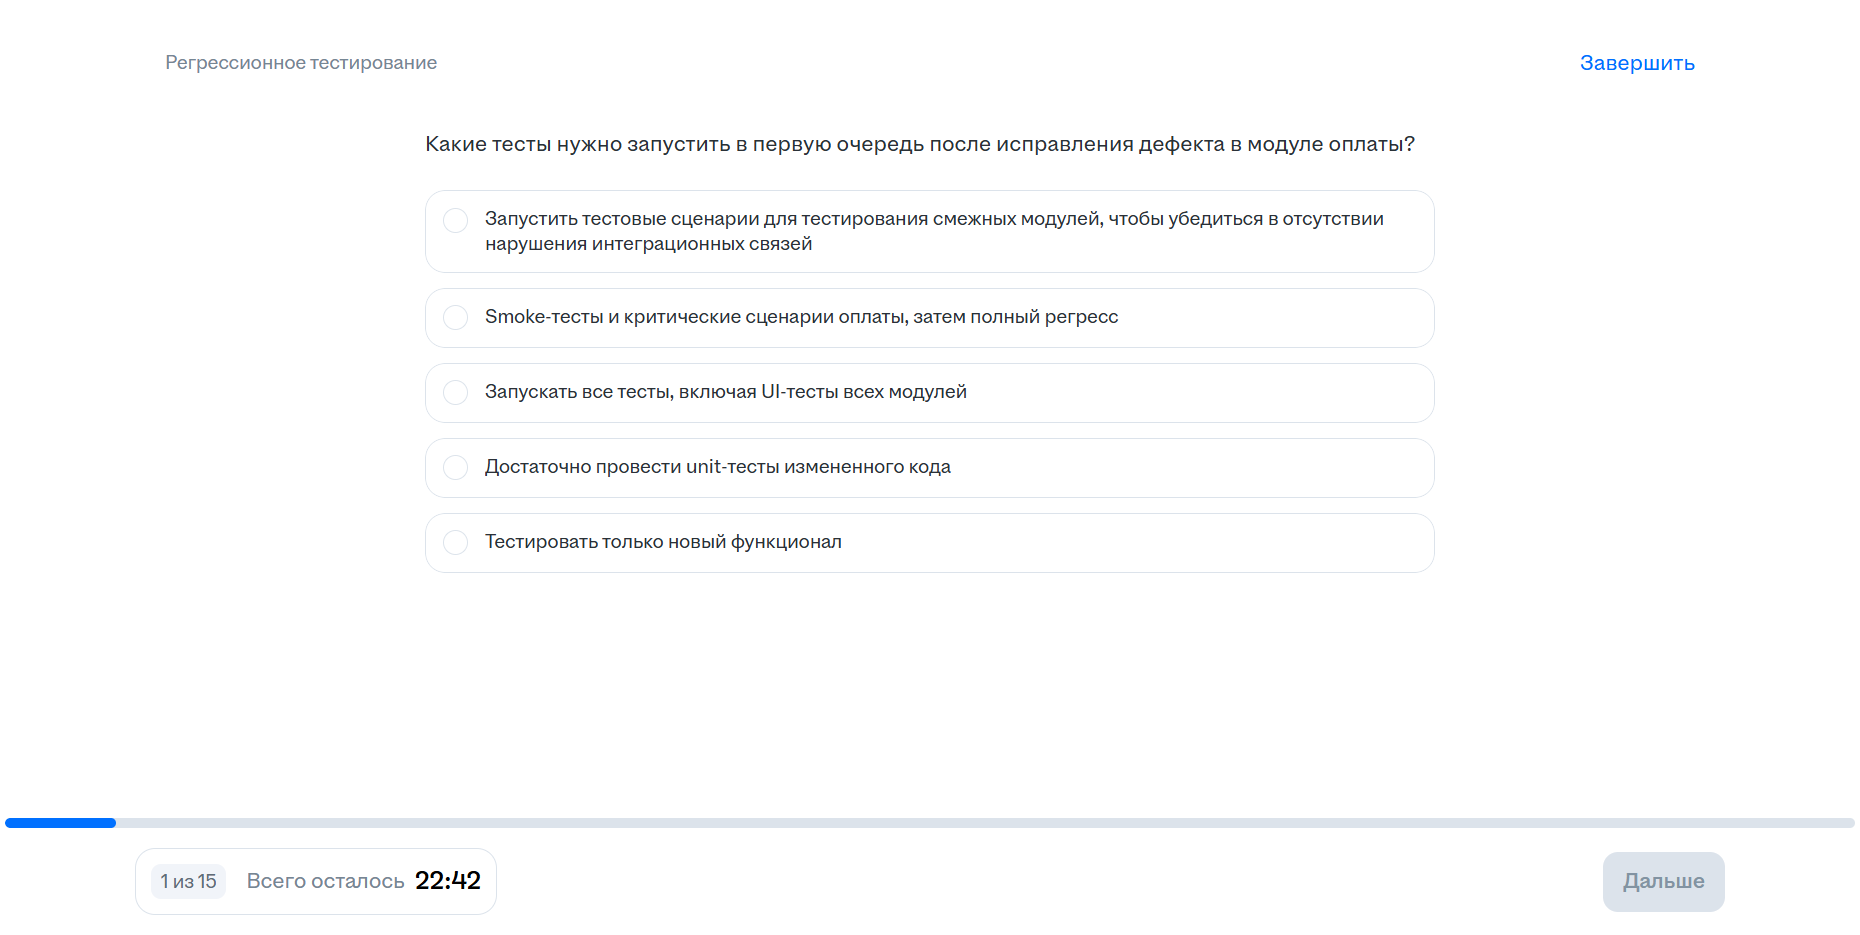 Регрессионное тестирование
Завершить
Какие тесты нужно запустить в первую очередь после исправления дефекта в модуле оплаты?
Запустить тестовые сценарии для тестирования смежных модулей, чтобы убедиться в отсутствии
нарушения интеграционных связей
Smoke-тесты и критические сценарии оплаты, затем полный регресс
Запускать все тесты, включая UI-тесты всех модулей
Достаточно провести unit-тесты измененного кода
Тестировать только новый функционал
1 из 15
Всего осталось 22:42
Дальше